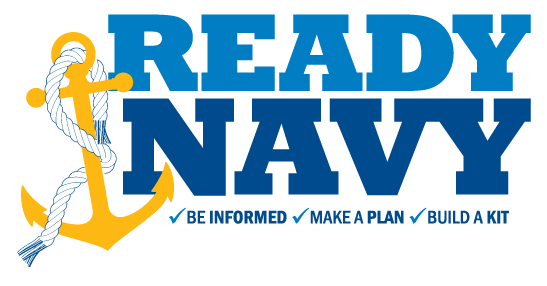 READY
NAVY
✓BE INFORMED ✓MAKE A PLAN ✓BUILD A KIT